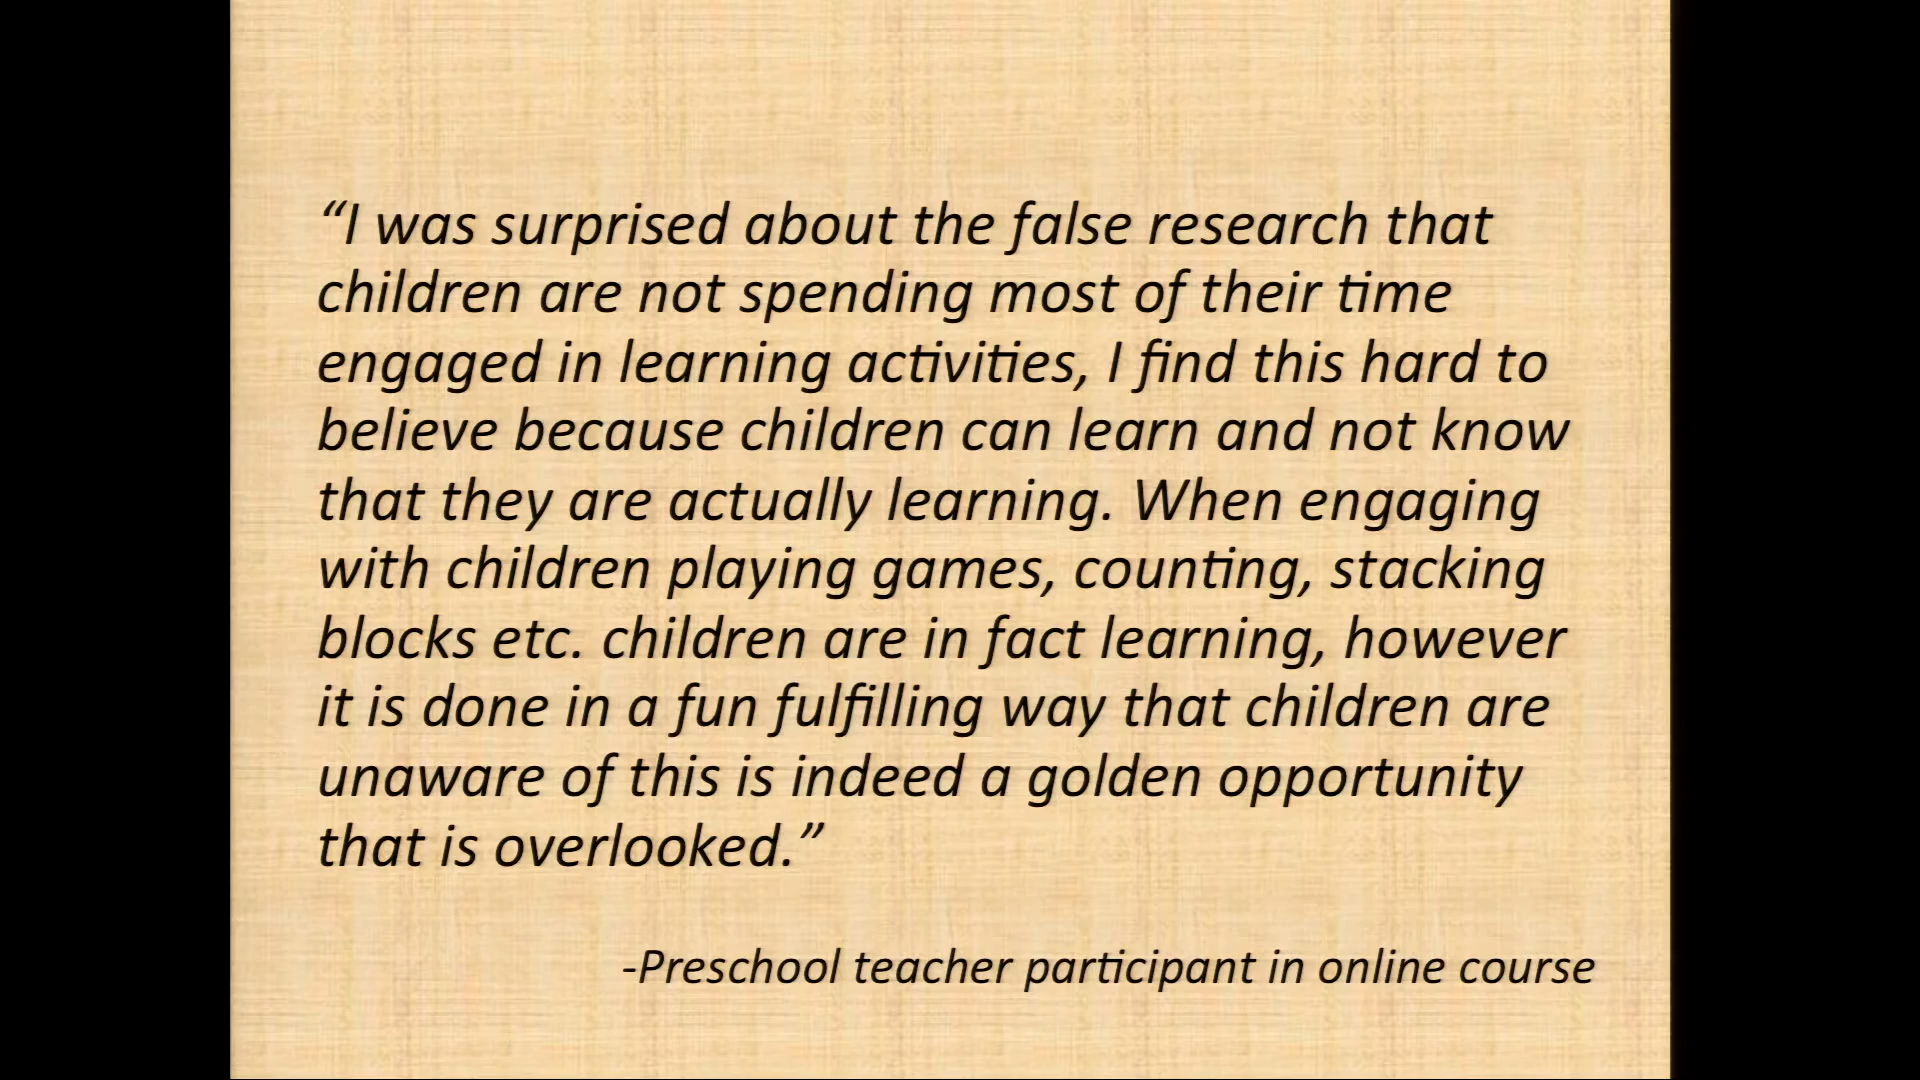 “I was surprised about the false research that
children are not spending most of their time
engaged in learning activities, I find this hard to
believe because children can learn and not know
that they are actually learning. When engaging
with children playing games, counting, stacking
blocks etc. children are in fact learning, however
it is done in a fun fulfilling way that children are
unaware of this is indeed a golden opportunity
that is overlooked.”
-Preschool teacher participant in online course